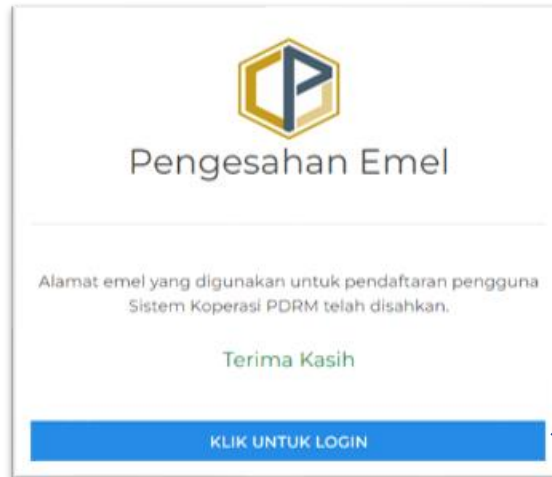 Pengesahan Emel
Alamat emel yang digunakan untuk pendaftaran pengguna
Sistem Koperasi PDRM telah disahkan.
Terima Kasih
KLIK UNTUK LOGIN